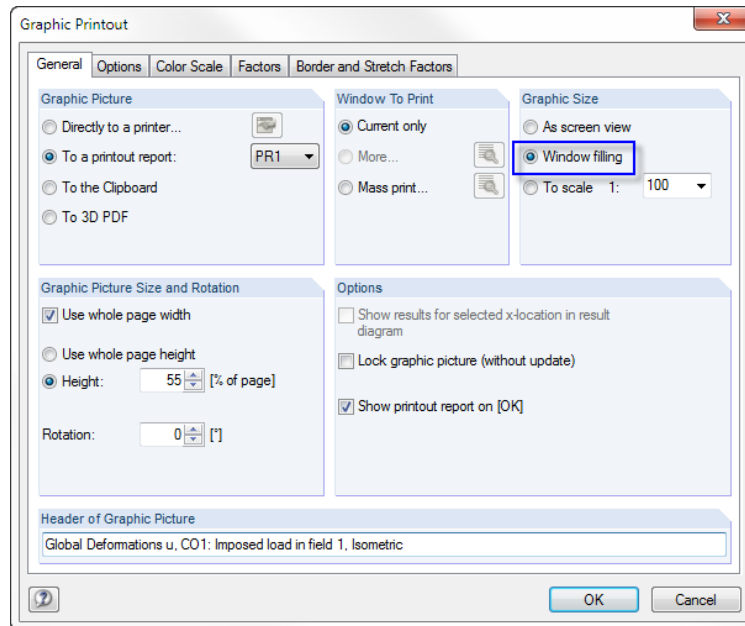 Graphic Printout
General
Options
Color Scale
Factors
Border and Stretch Factors
Graphic Picture
Directly to a printer...
To a printout report:
PR1
To the Clipboard
To 3D PDF
Window To Print
Current only
More...
Mass print...
Graphic Size
As screen view
Window filling
To scale 1: 100
Graphic Picture Size and Rotation
Use whole page width
Use whole page height
Height: 55 [% of page]
Rotation: 0 [°]
Options
Show results for selected x-location in result
diagram
Lock graphic picture (without update)
Show printout report on [OK]
Header of Graphic Picture
Global Deformations u, CO1: Imposed load in field 1, Isometric
OK
Cancel